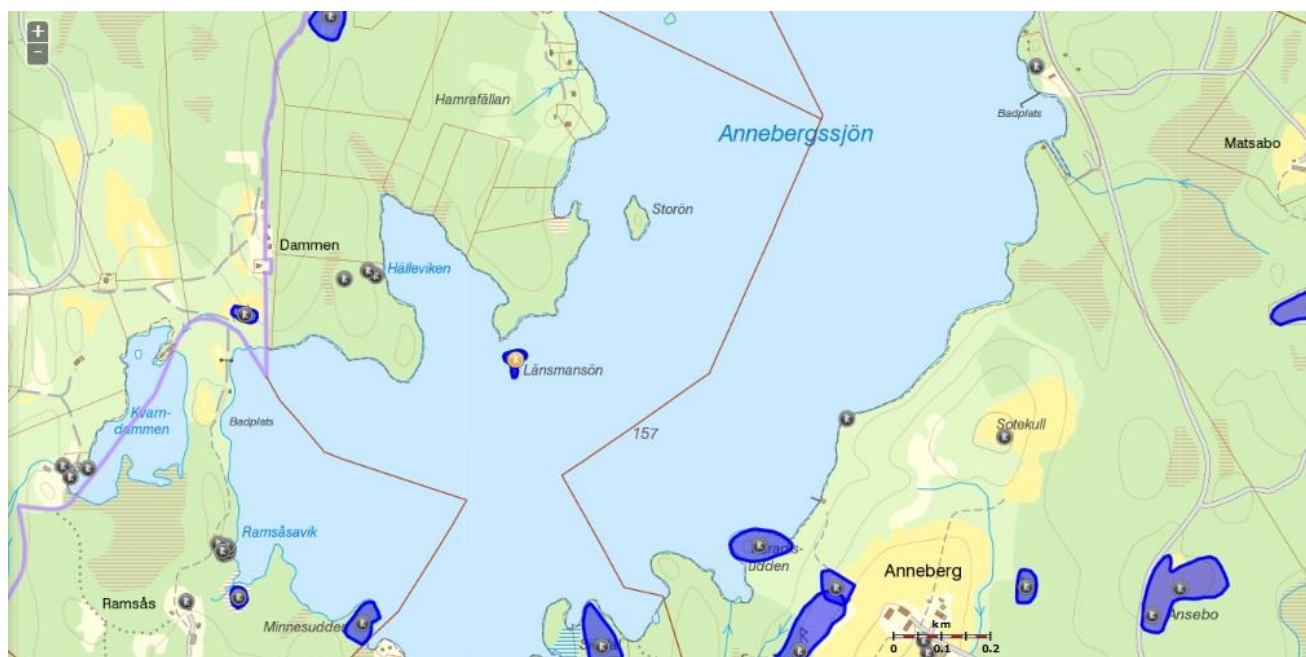 +
-
Hamrafällan
Annebergssjön
Badplats
Matsabo
Storön
Dammen
Hälleviken
Länsmansön
Kvarn-
dammen
Badplats
157
Sotekull
Ramsåsavik
udden
Anneberg
Ramsås
Minnesudden
Ansebo
R
km
0 0.1 0.2